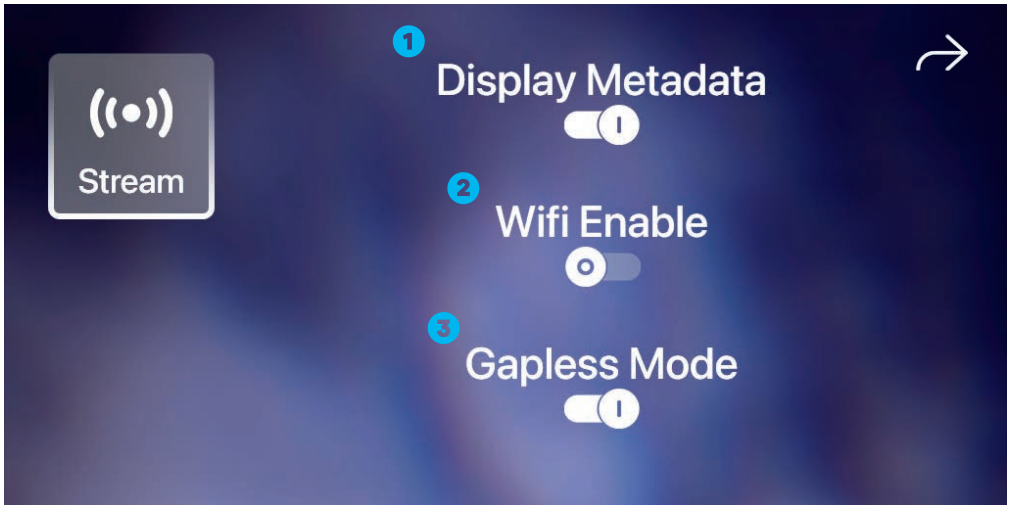 1
Display Metadata
Stream
2
Wifi Enable
3
Gapless Mode